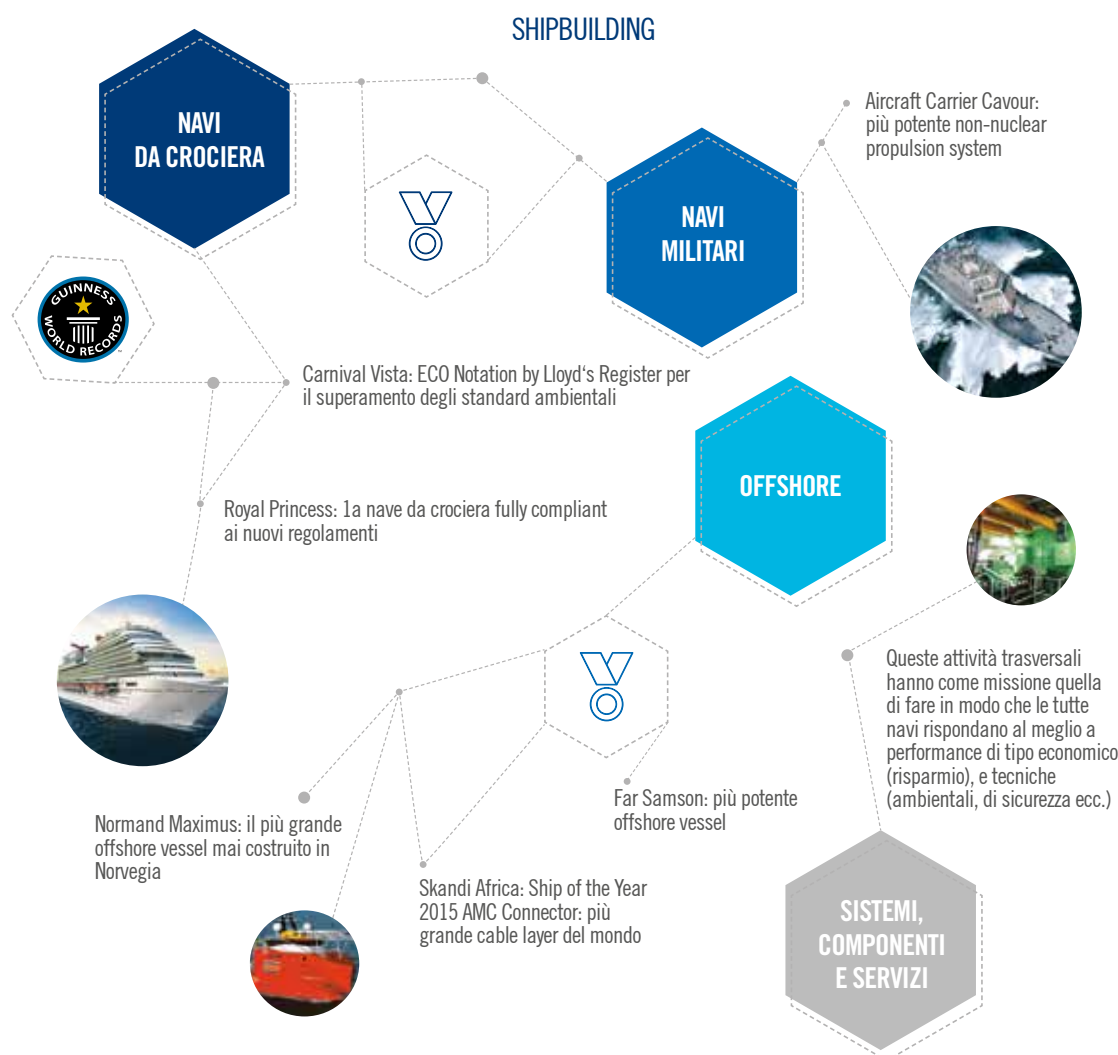 SHIPBUILDING
NAVI
DA CROCIERA
Aircraft Carrier Cavour:
più potente non-nuclear
propulsion system
NAVI
MILITARI
GUINNESS
WORLD RECORDS
Carnival Vista: ECO Notation by Lloyd‘s Register per
il superamento degli standard ambientali
OFFSHORE
Royal Princess: 1a nave da crociera fully compliant
ai nuovi regolamenti
Queste attività trasversali
hanno come missione quella
di fare in modo che le tutte
navi rispondano al meglio a
performance di tipo economico
(risparmio), e tecniche
(ambientali, di sicurezza ecc.)
Far Samson: più potente
offshore vessel
Normand Maximus: il più grande
offshore vessel mai costruito in
Norvegia
Skandi Africa: Ship of the Year
2015 AMC Connector: più
grande cable layer del mondo
SISTEMI,
COMPONENTI
E SERVIZI